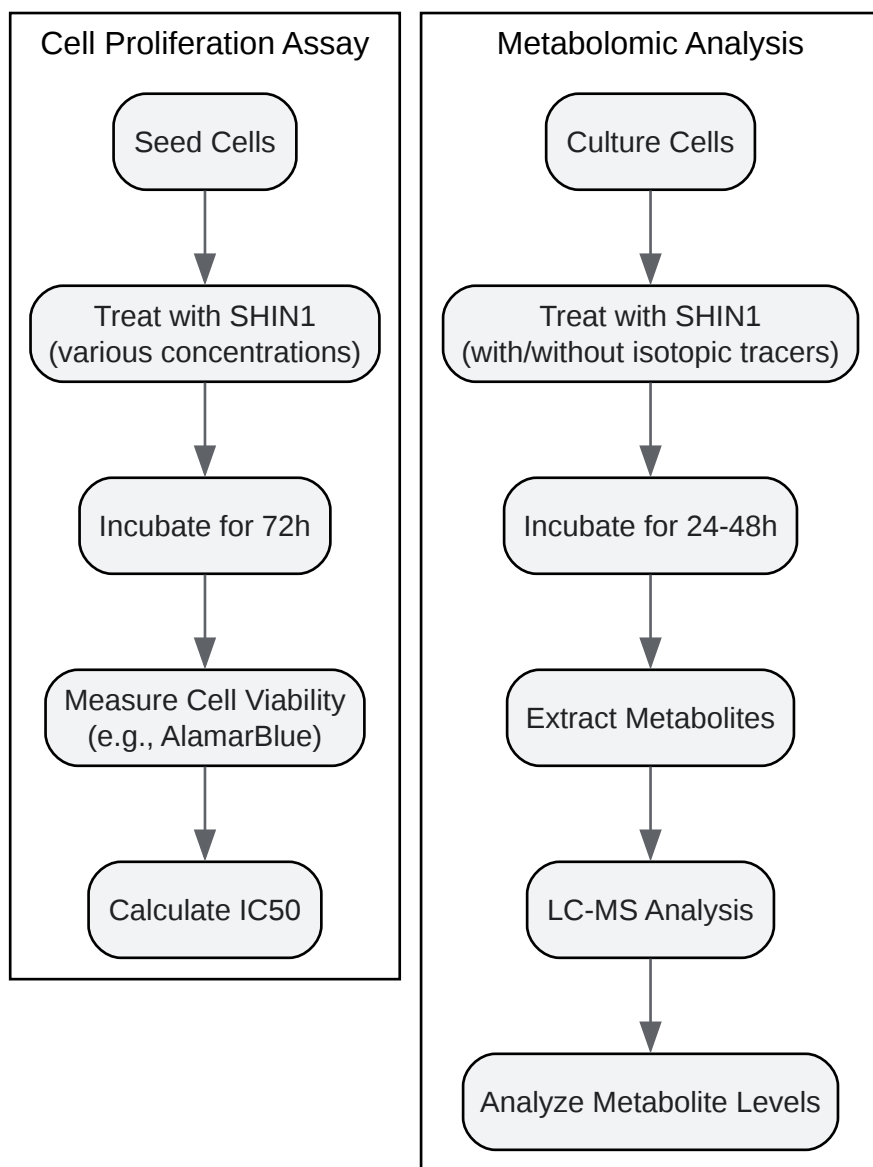 Cell Proliferation Assay
Seed Cells
Treat with SHIN1
(various concentrations)
Incubate for 72h
Measure Cell Viability
(e.g., AlamarBlue)
Calculate IC50
Metabolomic Analysis
Culture Cells
Treat with SHIN1
(with/without isotopic tracers)
Incubate for 24-48h
Extract Metabolites
LC-MS Analysis
Analyze Metabolite Levels